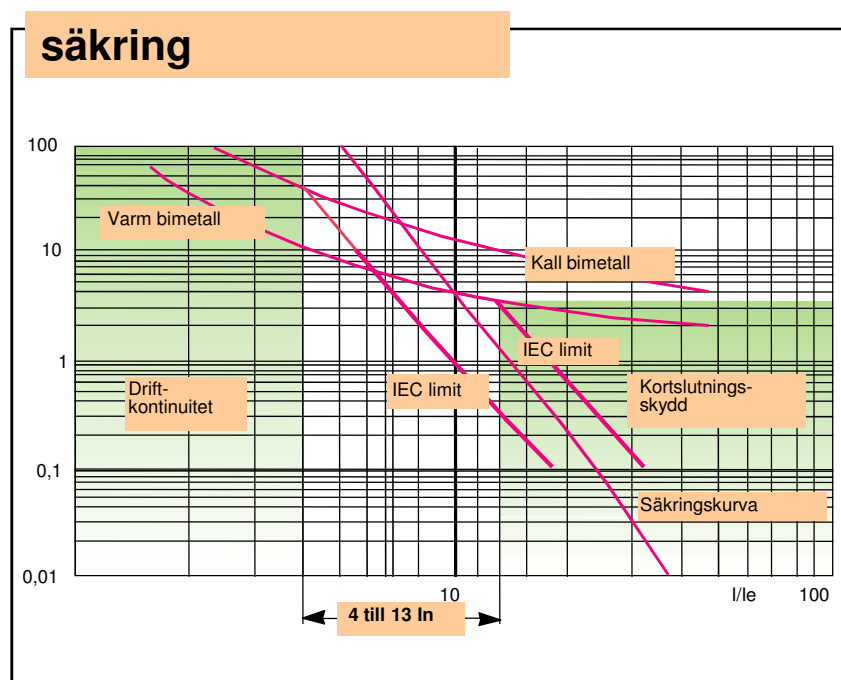 säkring
100
Varm bimetall
10
Kall bimetall
1
IEC limit
Drift-
kontinuitet
IEC limit
Kortslutnings-
skydd
0,1
Säkringskurva
0,01
10
I/Ie
100
4 till 13 In